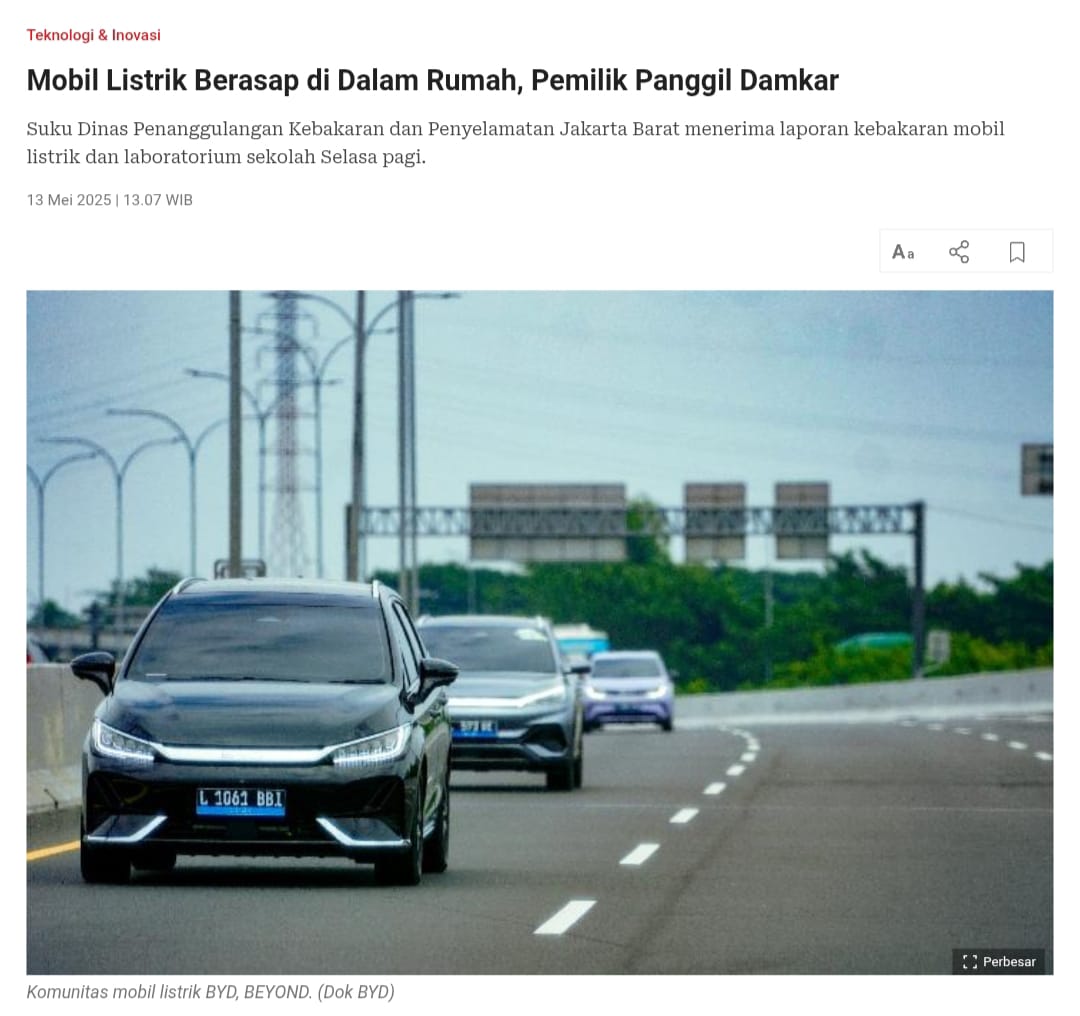 Teknologi & Inovasi
Mobil Listrik Berasap di Dalam Rumah, Pemilik Panggil Damkar
Suku Dinas Penanggulangan Kebakaran dan Penyelamatan Jakarta Barat menerima laporan kebakaran mobil
listrik dan laboratorium sekolah Selasa pagi.
13 Mei 2025 | 13.07 WIB
Aa
L 1061 BBI
Perbesar
Komunitas mobil listrik BYD, BEYOND. (Dok BYD)